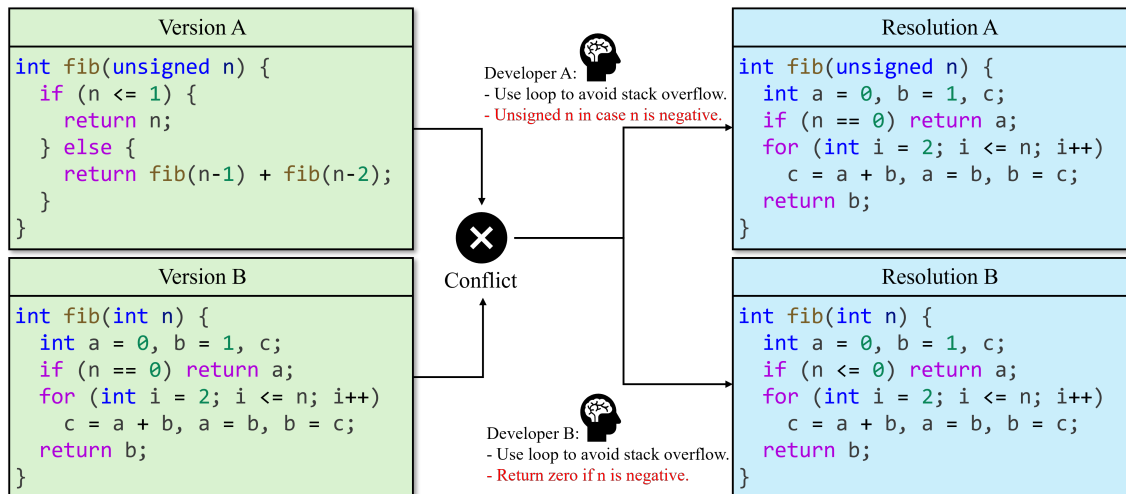 Version A
int fib(unsigned n) {
  if (n <= 1) {
    return n;
  } else {
    return fib(n-1) + fib(n-2);
  }
}
Version B
int fib(int n) {
  int a = 0, b = 1, c;
  if (n == 0) return a;
  for (int i = 2; i <= n; i++)
    c = a + b, a = b, b = c;
  return b;
}
Developer A:
- Use loop to avoid stack overflow.
- Unsigned n in case n is negative.
Conflict
Developer B:
- Use loop to avoid stack overflow.
- Return zero if n is negative.
Resolution A
int fib(unsigned n) {
  int a = 0, b = 1, c;
  if (n == 0) return a;
  for (int i = 2; i <= n; i++)
    c = a + b, a = b, b = c;
  return b;
}
Resolution B
int fib(int n) {
  int a = 0, b = 1, c;
  if (n <= 0) return a;
  for (int i = 2; i <= n; i++)
    c = a + b, a = b, b = c;
  return b;
}